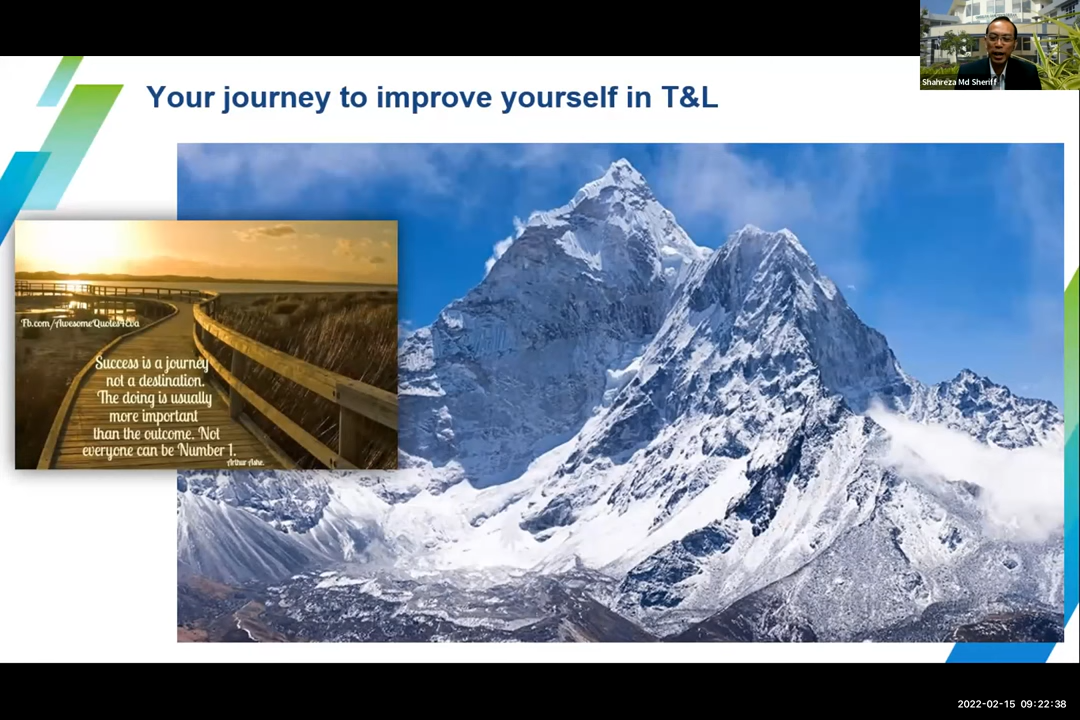 Shahreza Md Sheriff
Your journey to improve yourself in T&L
Fb.com/AwesomeQuotes4Eva
Success is a journey
not a destination.
The doing is usually
more important
than the outcome. Not
everyone can be Number 1.
Arthur Ashe.
2022-02-15 09:22:38